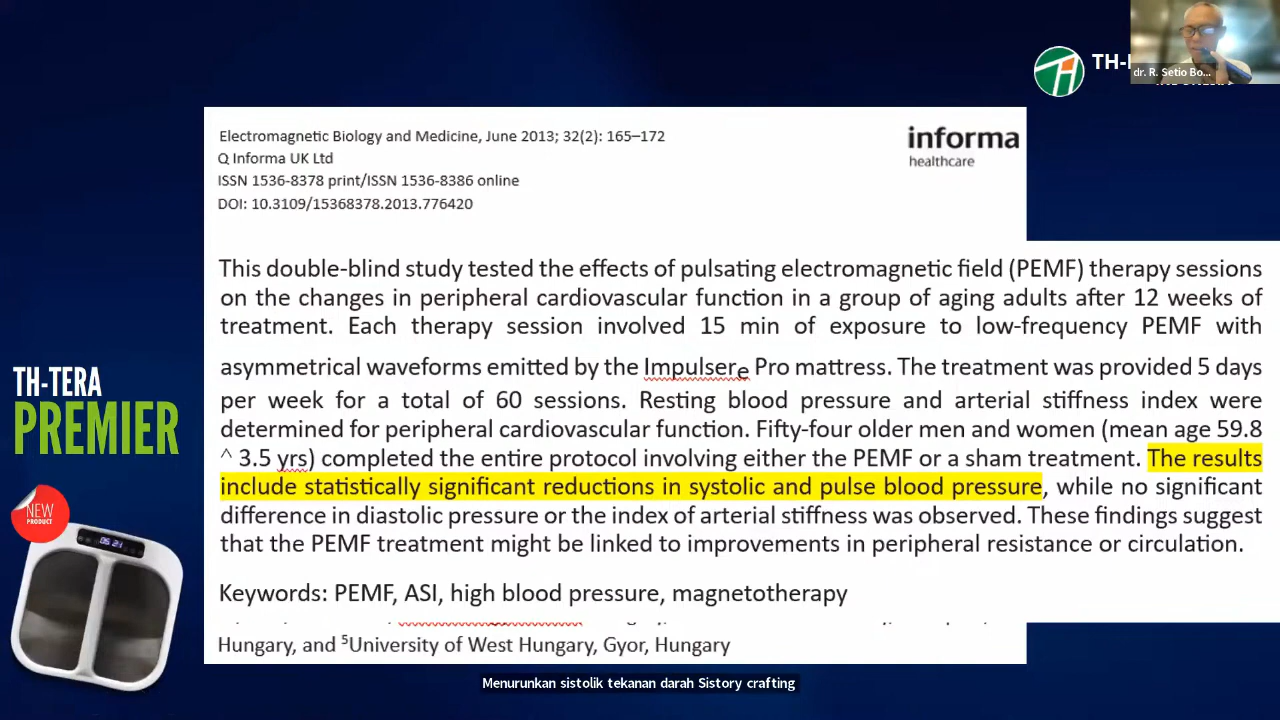 TH-
dr. R. Setio Bo...
Electromagnetic Biology and Medicine, June 2013; 32(2): 165–172
Q Informa UK Ltd
ISSN 1536-8378 print/ISSN 1536-8386 online
DOI: 10.3109/15368378.2013.776420
informa
healthcare
This double-blind study tested the effects of pulsating electromagnetic field (PEMF) therapy sessions
on the changes in peripheral cardiovascular function in a group of aging adults after 12 weeks of
treatment. Each therapy session involved 15 min of exposure to low-frequency PEMF with
asymmetrical waveforms emitted by the Impulser e Pro mattress. The treatment was provided 5 days
per week for a total of 60 sessions. Resting blood pressure and arterial stiffness index were
determined for peripheral cardiovascular function. Fifty-four older men and women (mean age 59.8
^ 3.5 yrs) completed the entire protocol involving either the PEMF or a sham treatment. The results
include statistically significant reductions in systolic and pulse blood pressure, while no significant
difference in diastolic pressure or the index of arterial stiffness was observed. These findings suggest
that the PEMF treatment might be linked to improvements in peripheral resistance or circulation.
Keywords: PEMF, ASI, high blood pressure, magnetotherapy
Hungary, and ⁵University of West Hungary, Gyor, Hungary
TH-TERA
PREMIER
NEW
PRODUCT
Menurunkan sistolik tekanan darah Sistory crafting